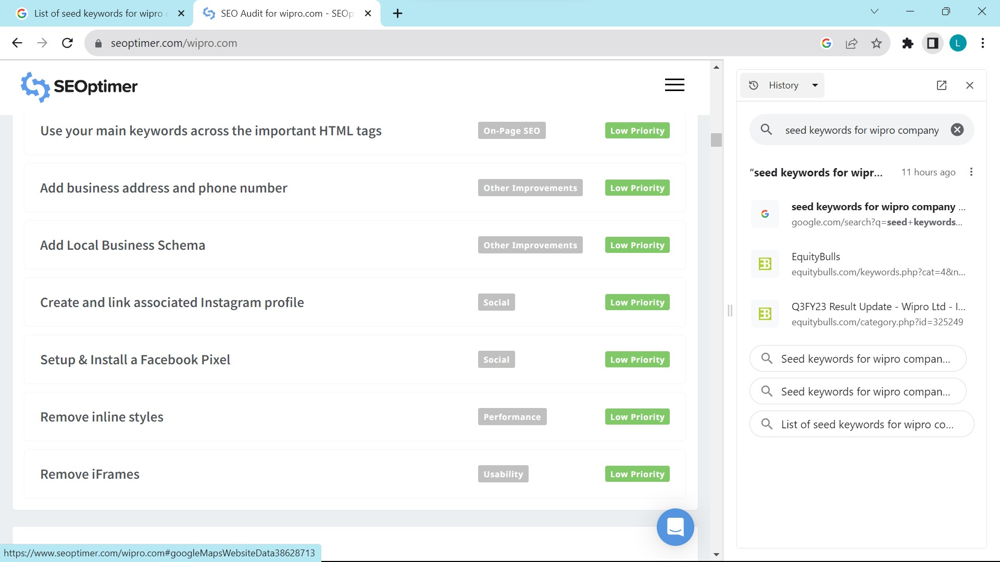 List of seed keywords for wipro
SEO Audit for wipro.com - SEOp
seoptimer.com/wipro.com
L
SEOptimer
Use your main keywords across the important HTML tags
On-Page SEO
Low Priority
Add business address and phone number
Other Improvements
Low Priority
Add Local Business Schema
Other Improvements
Low Priority
Create and link associated Instagram profile
Social
Low Priority
Setup & Install a Facebook Pixel
Social
Low Priority
Remove inline styles
Performance
Low Priority
Remove iFrames
Usability
Low Priority
https://www.seoptimer.com/wipro.com#googleMapsWebsiteData38628713
History
seed keywords for wipro company
“seed keywords for wipr...
11 hours ago
seed keywords for wipro company ...
google.com/search?q=seed+keywords...
EquityBulls
equitybulls.com/keywords.php?cat=4&n...
Q3FY23 Result Update - Wipro Ltd - I...
equitybulls.com/category.php?id=325249
Seed keywords for wipro compan...
Seed keywords for wipro compan...
List of seed keywords for wipro co...